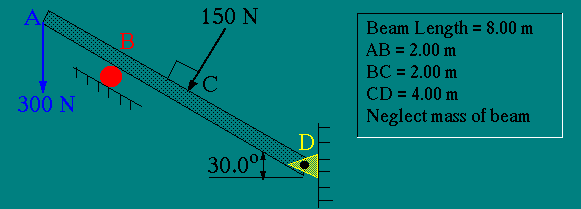 A
150 N
B
C
300 N
D
30.0⁰
Beam Length = 8.00 m
AB = 2.00 m
BC = 2.00 m
CD = 4.00 m
Neglect mass of beam